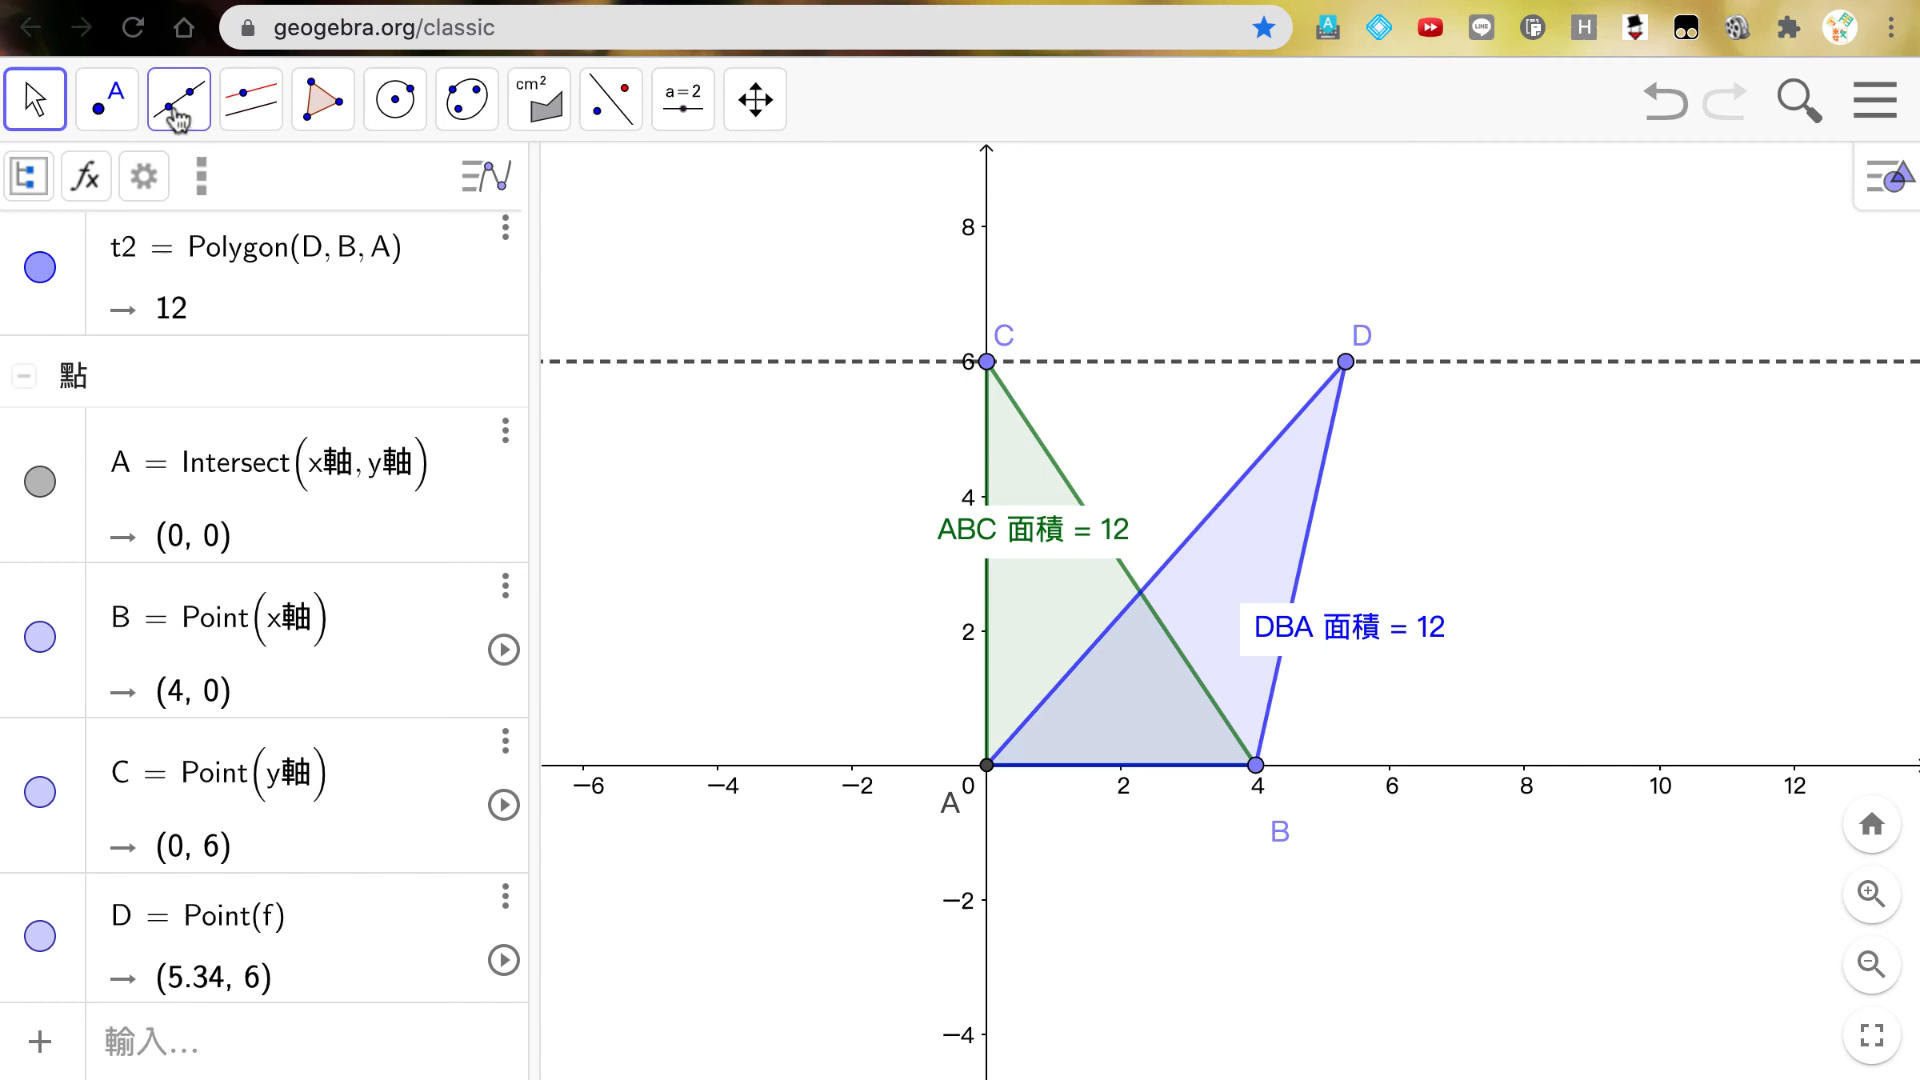 geogebra.org/classic
A
cm²
a = 2
fx
t2 = Polygon(D, B, A)
→ 12
點
A = Intersect(x軸, y軸)
→ (0, 0)
B = Point(x軸)
→ (4, 0)
C = Point(y軸)
→ (0, 6)
D = Point(f)
→ (5.34, 6)
輸入…
8
C
D
6
4
ABC 面積 = 12
DBA 面積 = 12
2
−6
−4
−2
0
2
4
6
8
10
12
A
B
−2
−4